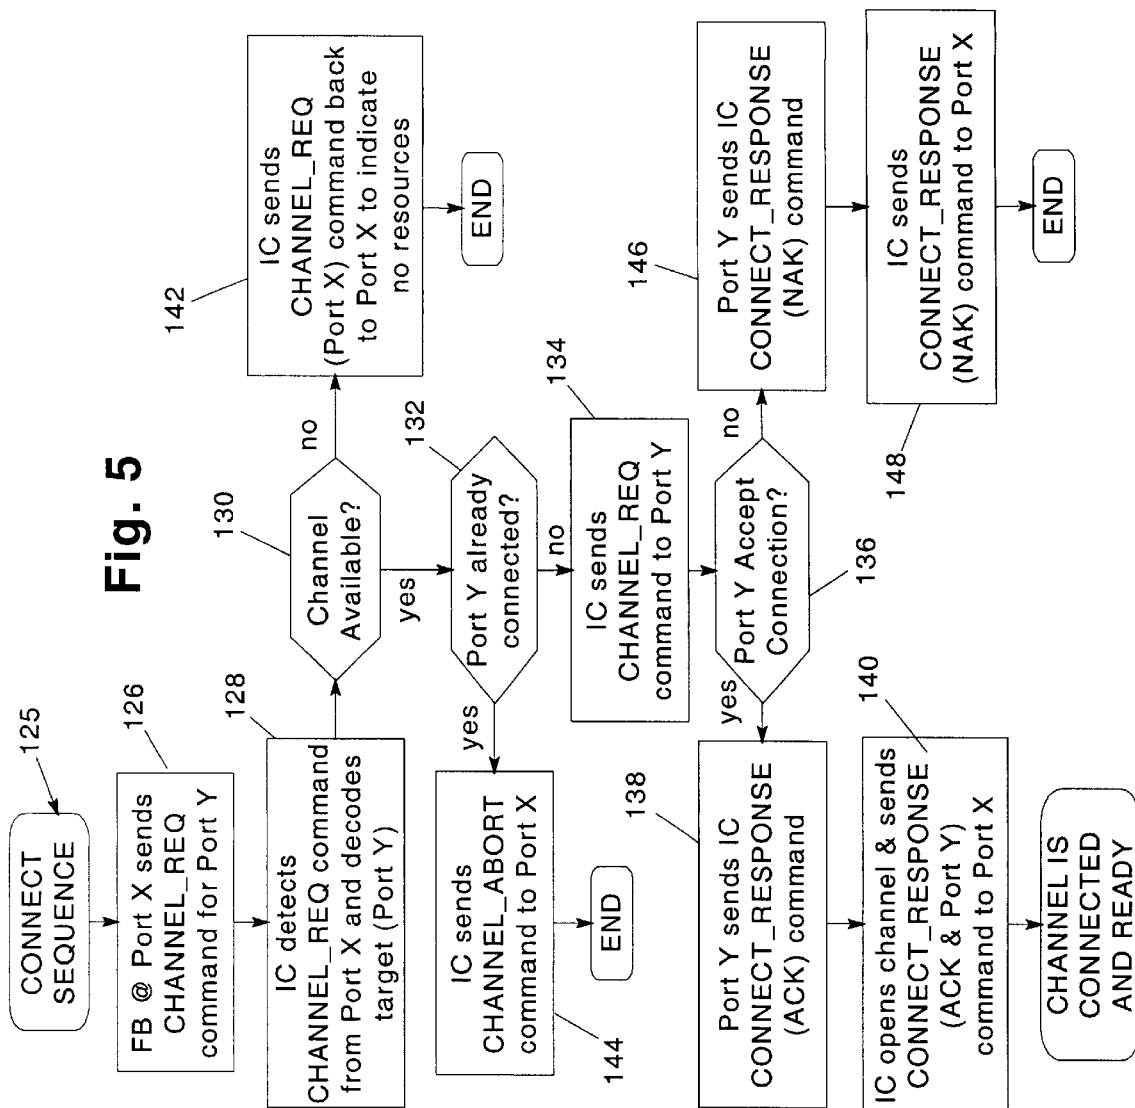 Fig. 5
CONNECT
SEQUENCE
125
FB @ Port X sends
CHANNEL_REQ
command for Port Y
126
IC detects
CHANNEL_REQ command
from Port X and decodes
target (Port Y)
128
Channel
Available?
130
no
yes
IC sends
CHANNEL_REQ
(Port X) command back
to Port X to indicate
no resources
142
END
Port Y already
connected?
132
yes
no
IC sends
CHANNEL_ABORT
command to Port X
144
END
IC sends
CHANNEL_REQ
command to Port Y
134
Port Y Accept
Connection?
136
yes
no
Port Y sends IC
CONNECT_RESPONSE
(ACK) command
138
IC opens channel & sends
CONNECT_RESPONSE
(ACK & Port Y)
command to Port X
140
CHANNEL IS
CONNECTED
AND READY
Port Y sends IC
CONNECT_RESPONSE
(NAK) command
146
IC sends
CONNECT_RESPONSE
(NAK) command to Port X
148
END